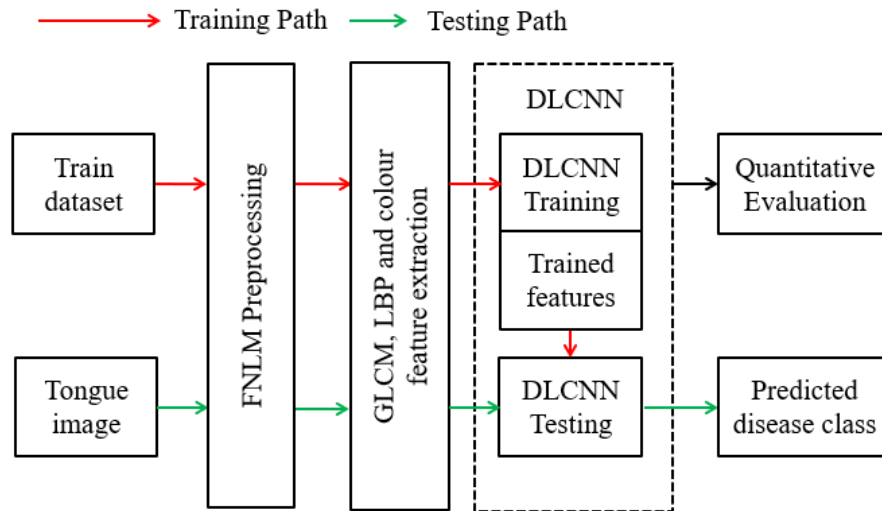 Training Path
Testing Path
Train
dataset
FNLM Preprocessing
GLCM, LBP and colour
feature extraction
DLCNN
DLCNN
Training
Trained
features
Quantitative
Evaluation
Tongue
image
DLCNN
Testing
Predicted
disease class